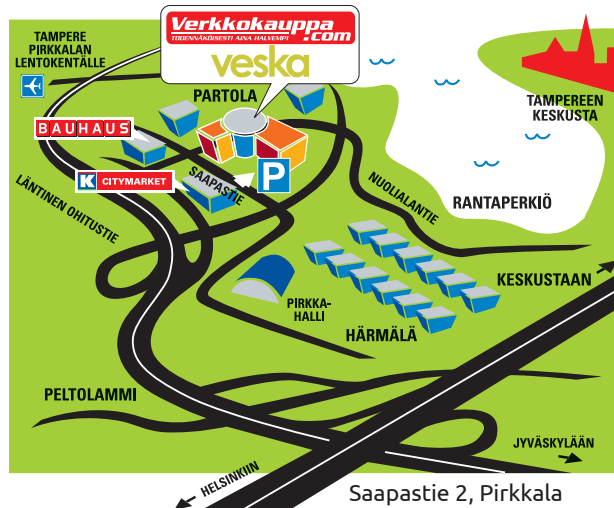 Verkkokauppa
.com
TODENNÄKÖISESTI AINA HALVEMPI
veska
TAMPERE
PIRKKALAN
LENTOKENTÄLLE
PARTOLA
TAMPEREEN
KESKUSTA
BAUHAUS
K CITYMARKET
SAAPASTIE
P
NUOLIALANTIE
RANTAPERKIÖ
LÄNTINEN OHITUSTIE
KESKUSTAAN
PIRKKA-
HALLI
HÄRMÄLÄ
PELTOLAMMI
JYVÄSKYLÄÄN
HELSINKIIN
Saapastie 2, Pirkkala